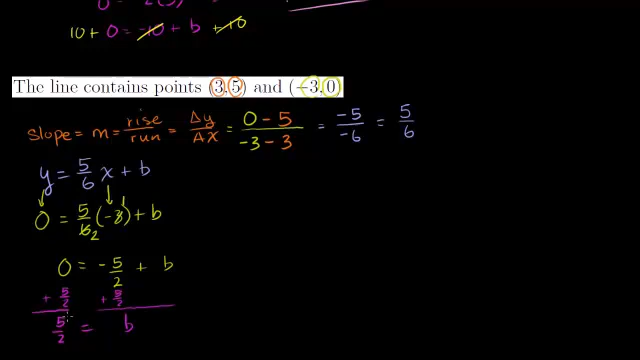 10 + 0 = -10 + b + 10
The line contains points (3,5) and (-3,0)
slope = m = rise/run = Δy/ΔX = (0 - 5)/(-3 - 3) = -5/-6 = 5/6
y = 5/6 x + b
0 = 5/6 (-3) + b
2 1
0 = - 5/2 + b
+ 5/2 + 5/2
5/2 = b